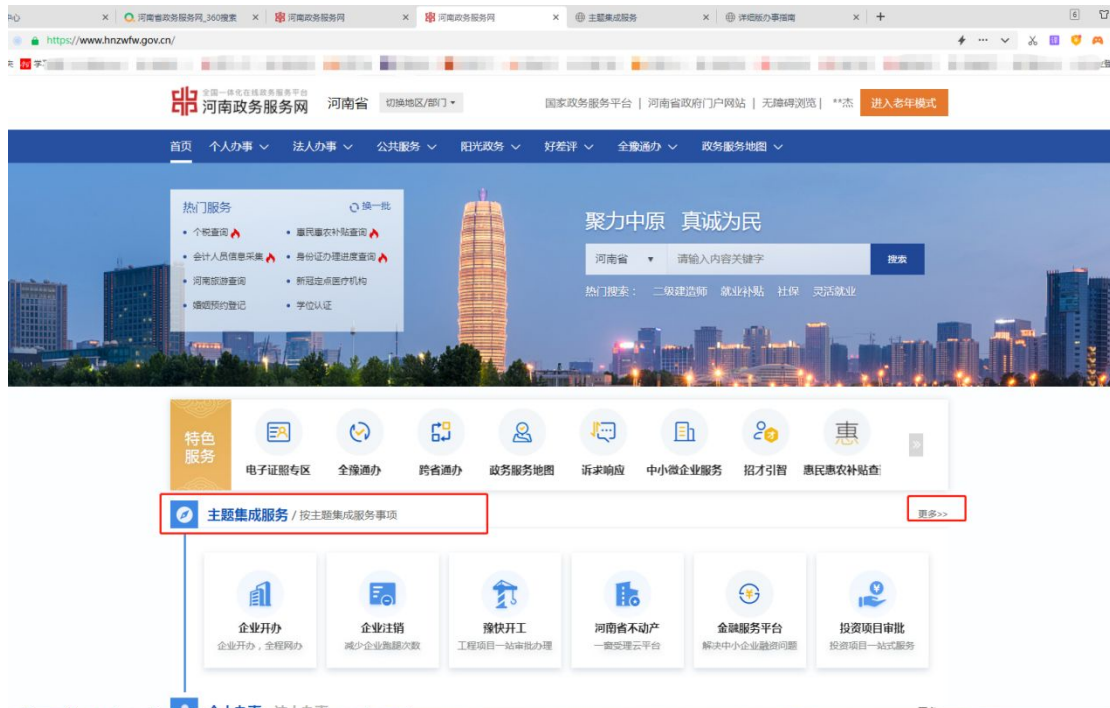 河南省政务服务网_360搜索
河南政务服务网
河南政务服务网
主题集成服务
详细版办事指南
6
https://www.hnzwfw.gov.cn/
全国一体化在线政务服务平台
河南政务服务网
河南省
切换地区/部门
国家政务服务平台 | 河南省政府门户网站 | 无障碍浏览 | **杰
进入老年模式
首页 个人办事 法人办事 公共服务 阳光政务 好差评 全豫通办 政务服务地图
热门服务 换一批
个税查询 惠民惠农补贴查询
会计人员信息采集 身份证办理进度查询
河南旅游查询 新冠定点医疗机构
婚姻预约登记 学位认证
聚力中原 真诚为民
河南省 请输入内容关键字 搜索
热门搜索： 二级建造师 就业补贴 社保 灵活就业
特色
服务
电子证照专区 全豫通办 跨省通办 政务服务地图 诉求响应 中小微企业服务 招才引智 惠民惠农补贴查
惠
主题集成服务 / 按主题集成服务事项
更多>>
企业开办 企业注销 豫快开工 河南省不动产 金融服务平台 投资项目审批
企业开办，全程网办 减少企业跑腿次数 工程项目一站审批办理 一窗受理云平台 解决中小企业融资问题 投资项目一站式服务